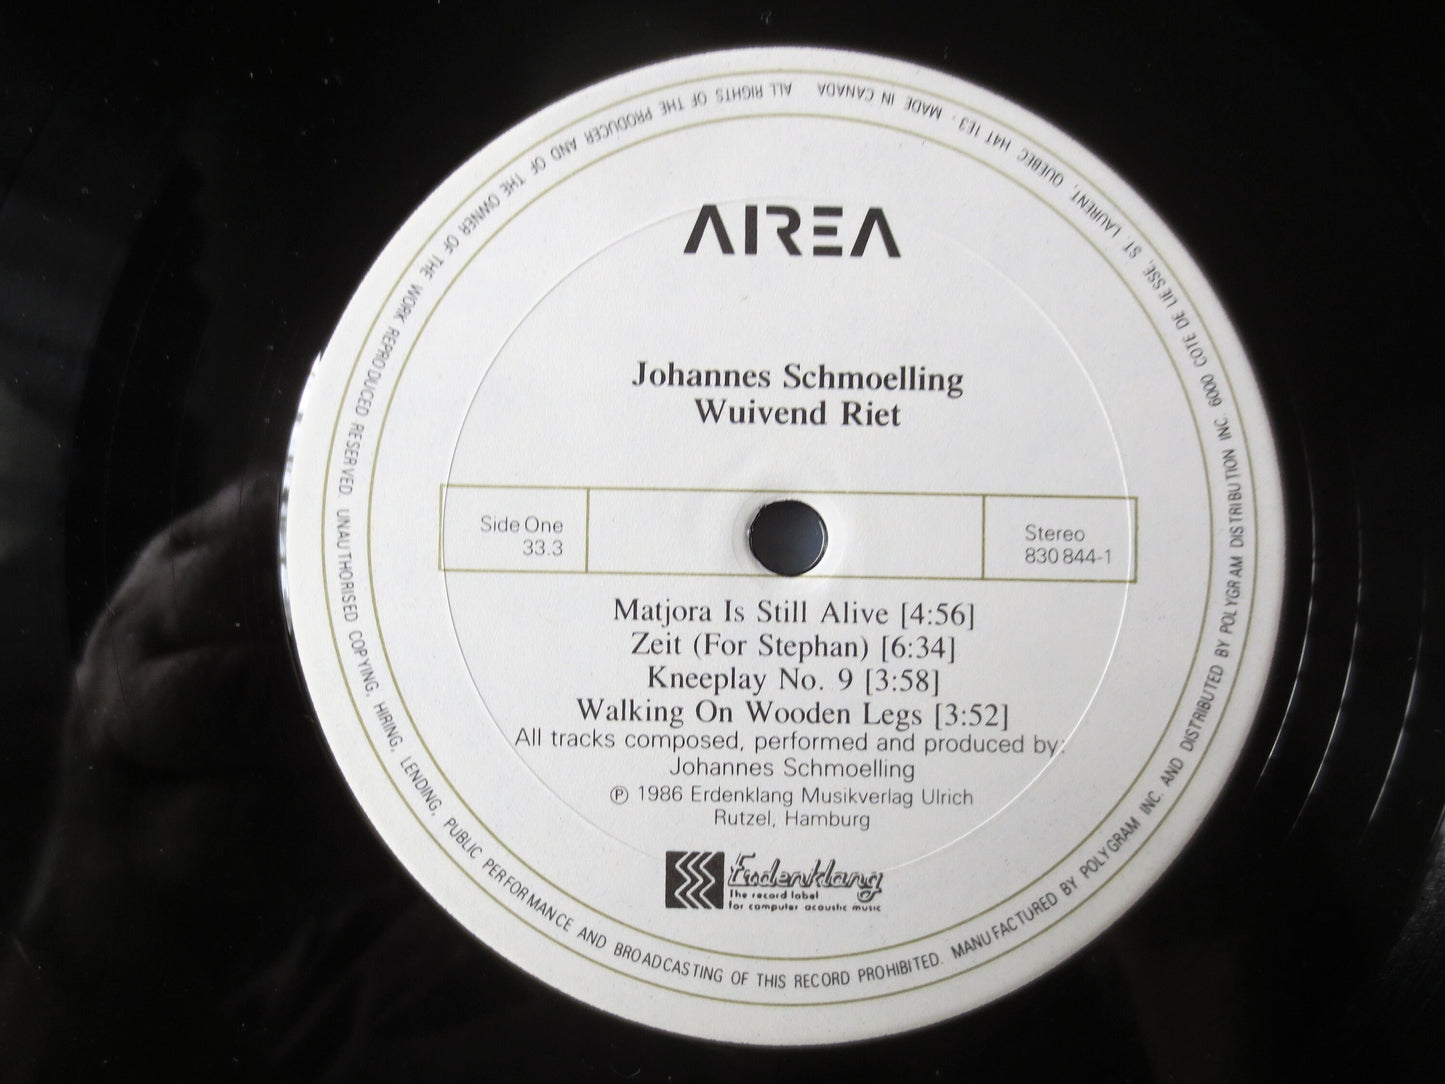 AIREA
Johannes Schmoelling
Wuivend Riet
Side One
33.3
Stereo
830 844-1
Matjora Is Still Alive [4:56]
Zeit (For Stephan) [6:34]
Kneeplay No. 9 [3:58]
Walking On Wooden Legs [3:52]
All tracks composed, performed and produced by:
Johannes Schmoelling
℗ 1986 Erdenklang Musikverlag Ulrich
Rutzel, Hamburg
Erdenklang
The record label
for computer acoustic music
ALL RIGHTS OF THE PRODUCER AND OF THE OWNER OF THE WORK REPRODUCED RESERVED. UNAUTHORISED COPYING, HIRING, LENDING, PUBLIC PERFORMANCE AND BROADCASTING OF THIS RECORD PROHIBITED. MANUFACTURED BY POLYGRAM INC. AND DISTRIBUTED BY POLYGRAM DISTRIBUTION INC. 6000 COTE DE LIESSE, ST. LAURENT, QUEBEC HAT 1E3 - MADE IN CANADA